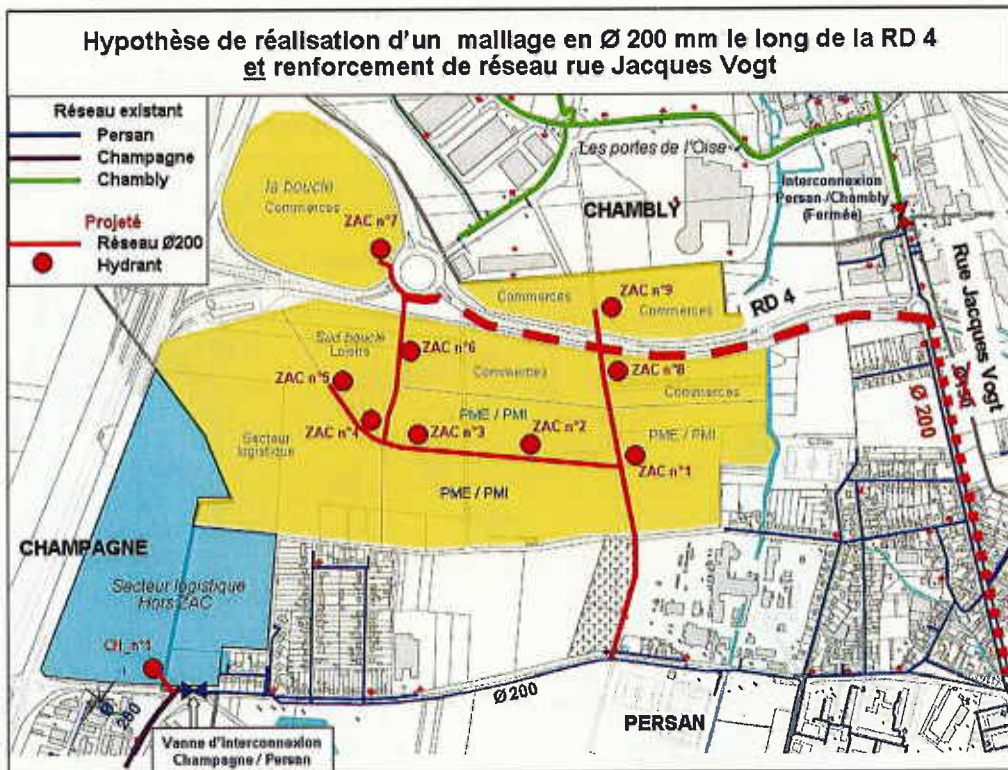 Hypothèse de réalisation d'un maillage en Ø 200 mm le long de la RD 4
et renforcement de réseau rue Jacques Vogt
Réseau existant
Persan
Champagne
Chambly
Projeté
Réseau Ø200
Hydrant
la boucle
Commerces
ZAC n°7
Les portes de l'Oise
CHAMBLY
Interconnexion
Persan / Chambly
(Fermée)
Rue Jacques Vogt
RD 4
Commerces
ZAC n°9
Commerces
Sud boucle
Loisirs
ZAC n°6
ZAC n°5
Commerces
ZAC n°8
Commerces
Ø 200
ZAC n°4
PME / PMI
ZAC n°3
ZAC n°2
PME / PMI
ZAC n°1
Secteur
logistique
PME / PMI
CHAMPAGNE
Secteur logistique
Hors ZAC
CH_n°1
Ø 200
PERSAN
Vanne d'Interconnexion
Champagne / Persan